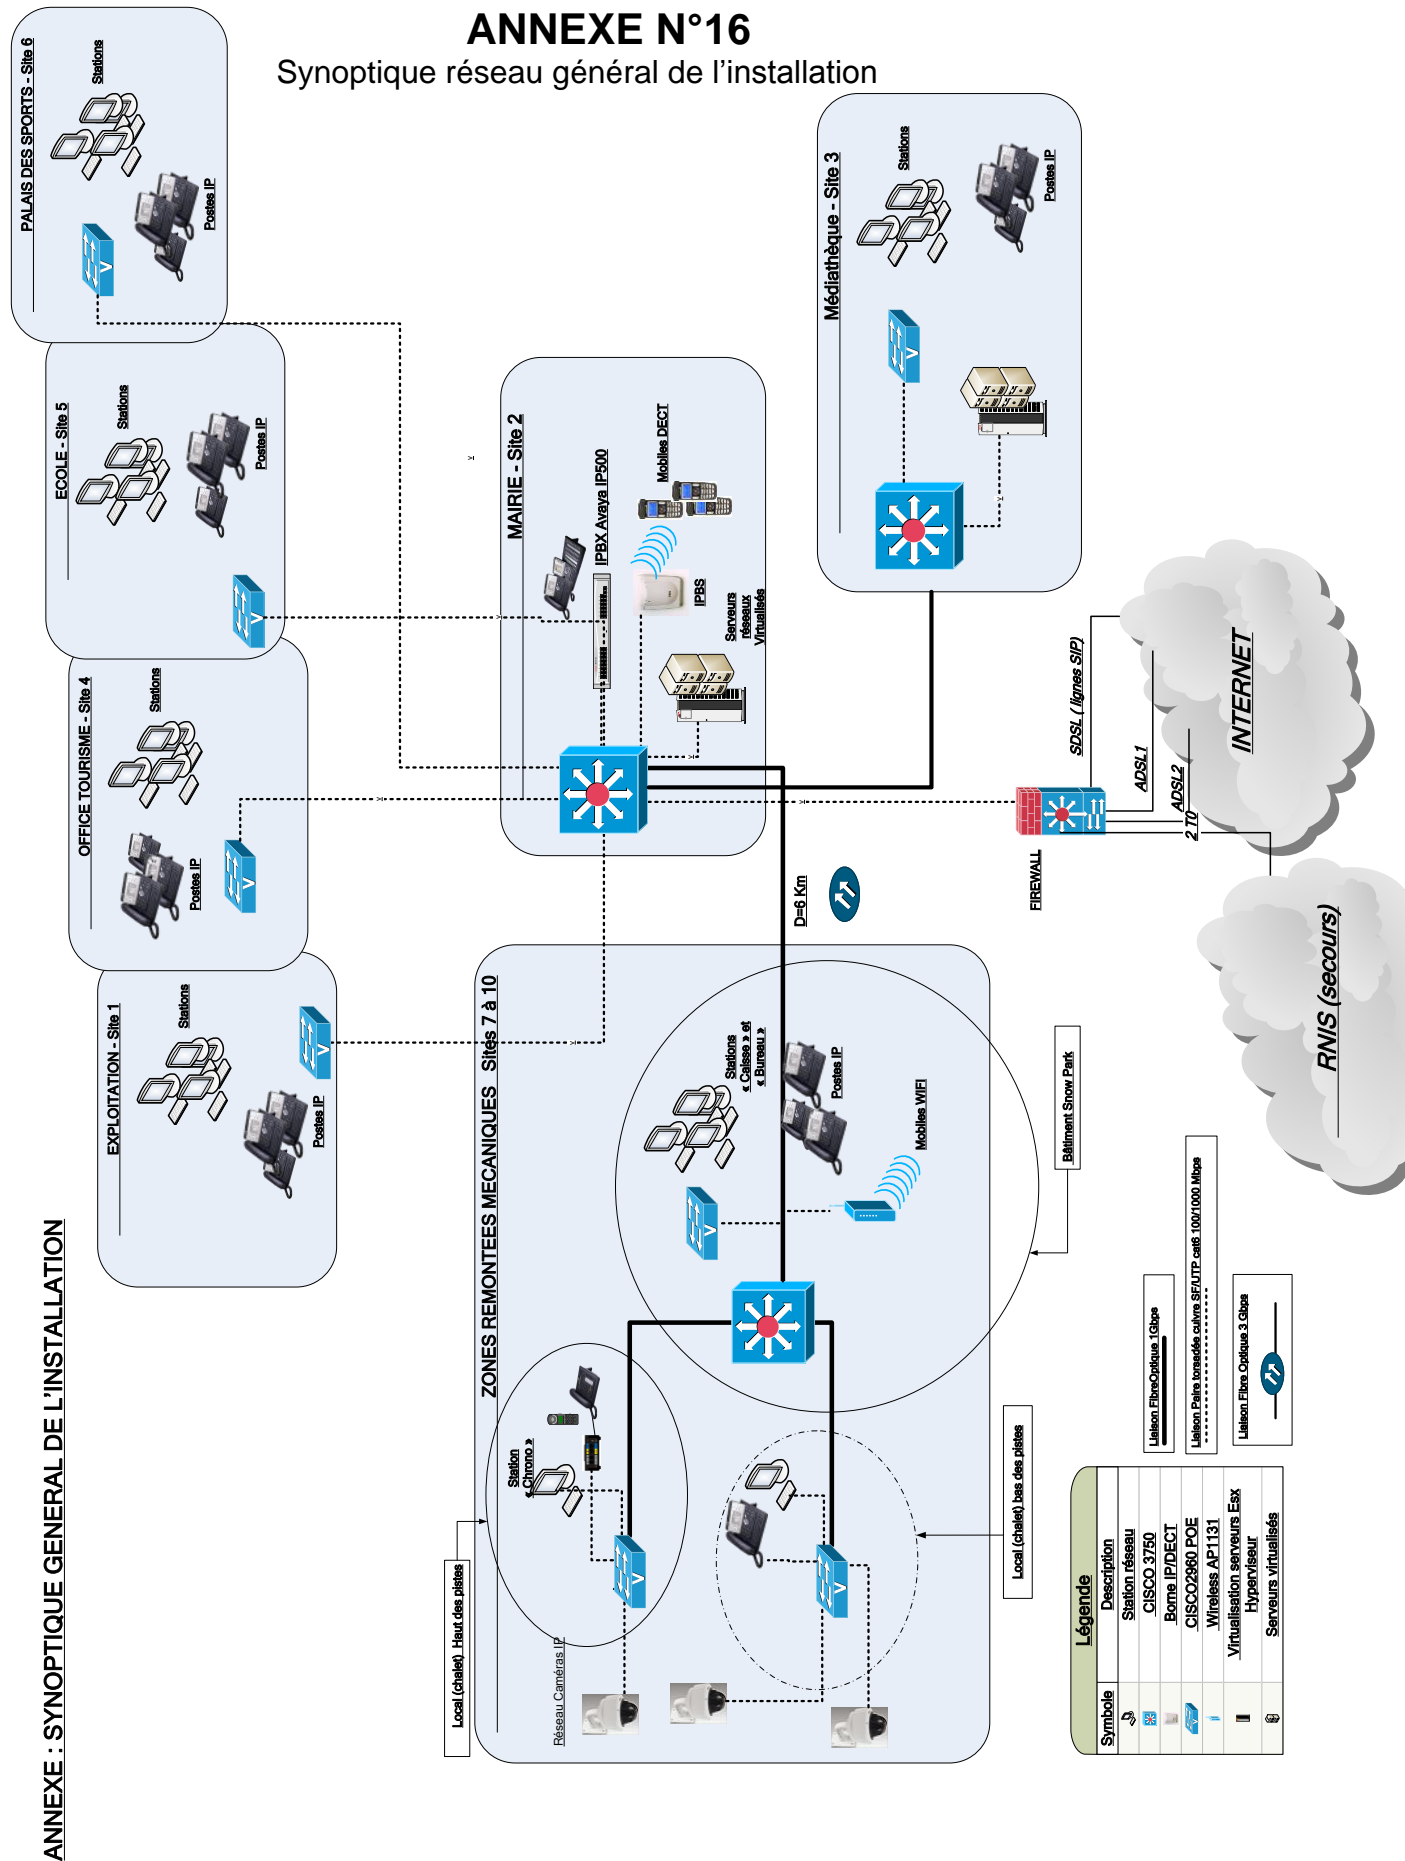 ANNEXE N°16
Synoptique réseau général de l'installation
ANNEXE : SYNOPTIQUE GENERAL DE L'INSTALLATION
EXPLOITATION - Site 1
Stations
Postes IP
OFFICE TOURISME - Site 4
Stations
Postes IP
ECOLE - Site 5
Stations
Postes IP
PALAIS DES SPORTS - Site 6
Stations
Postes IP
MAIRIE - Site 2
IPBX Avaya IP500
Mobiles DECT
IPBS
Serveurs
réseaux
Virtualisés
Médiathèque - Site 3
Stations
Postes IP
ZONES REMONTEES MECANIQUES Sites 7 à 10
Station
« Chrono »
Réseau Caméras IP
Local (chalet) Haut des pistes
Local (chalet) bas des pistes
Stations
« Caisse » et
« Bureau »
Postes IP
Mobiles WIFI
Bâtiment Snow Park
D=6 Km
FIREWALL
SDSL ( lignes SIP)
ADSL1
ADSL2
2 T0
INTERNET
RNIS (secours)
Légende
Symbole
Description
Station réseau
CISCO 3750
Borne IP/DECT
CISCO2960 POE
Wireless AP1131
Virtualisation serveurs Esx
Hyperviseur
Serveurs virtualisés
Liaison FibreOptique 1Gbps
Liaison Paire torsadée cuivre SF/UTP cat6 100/1000 Mbps
Liaison Fibre Optique 3 Gbps